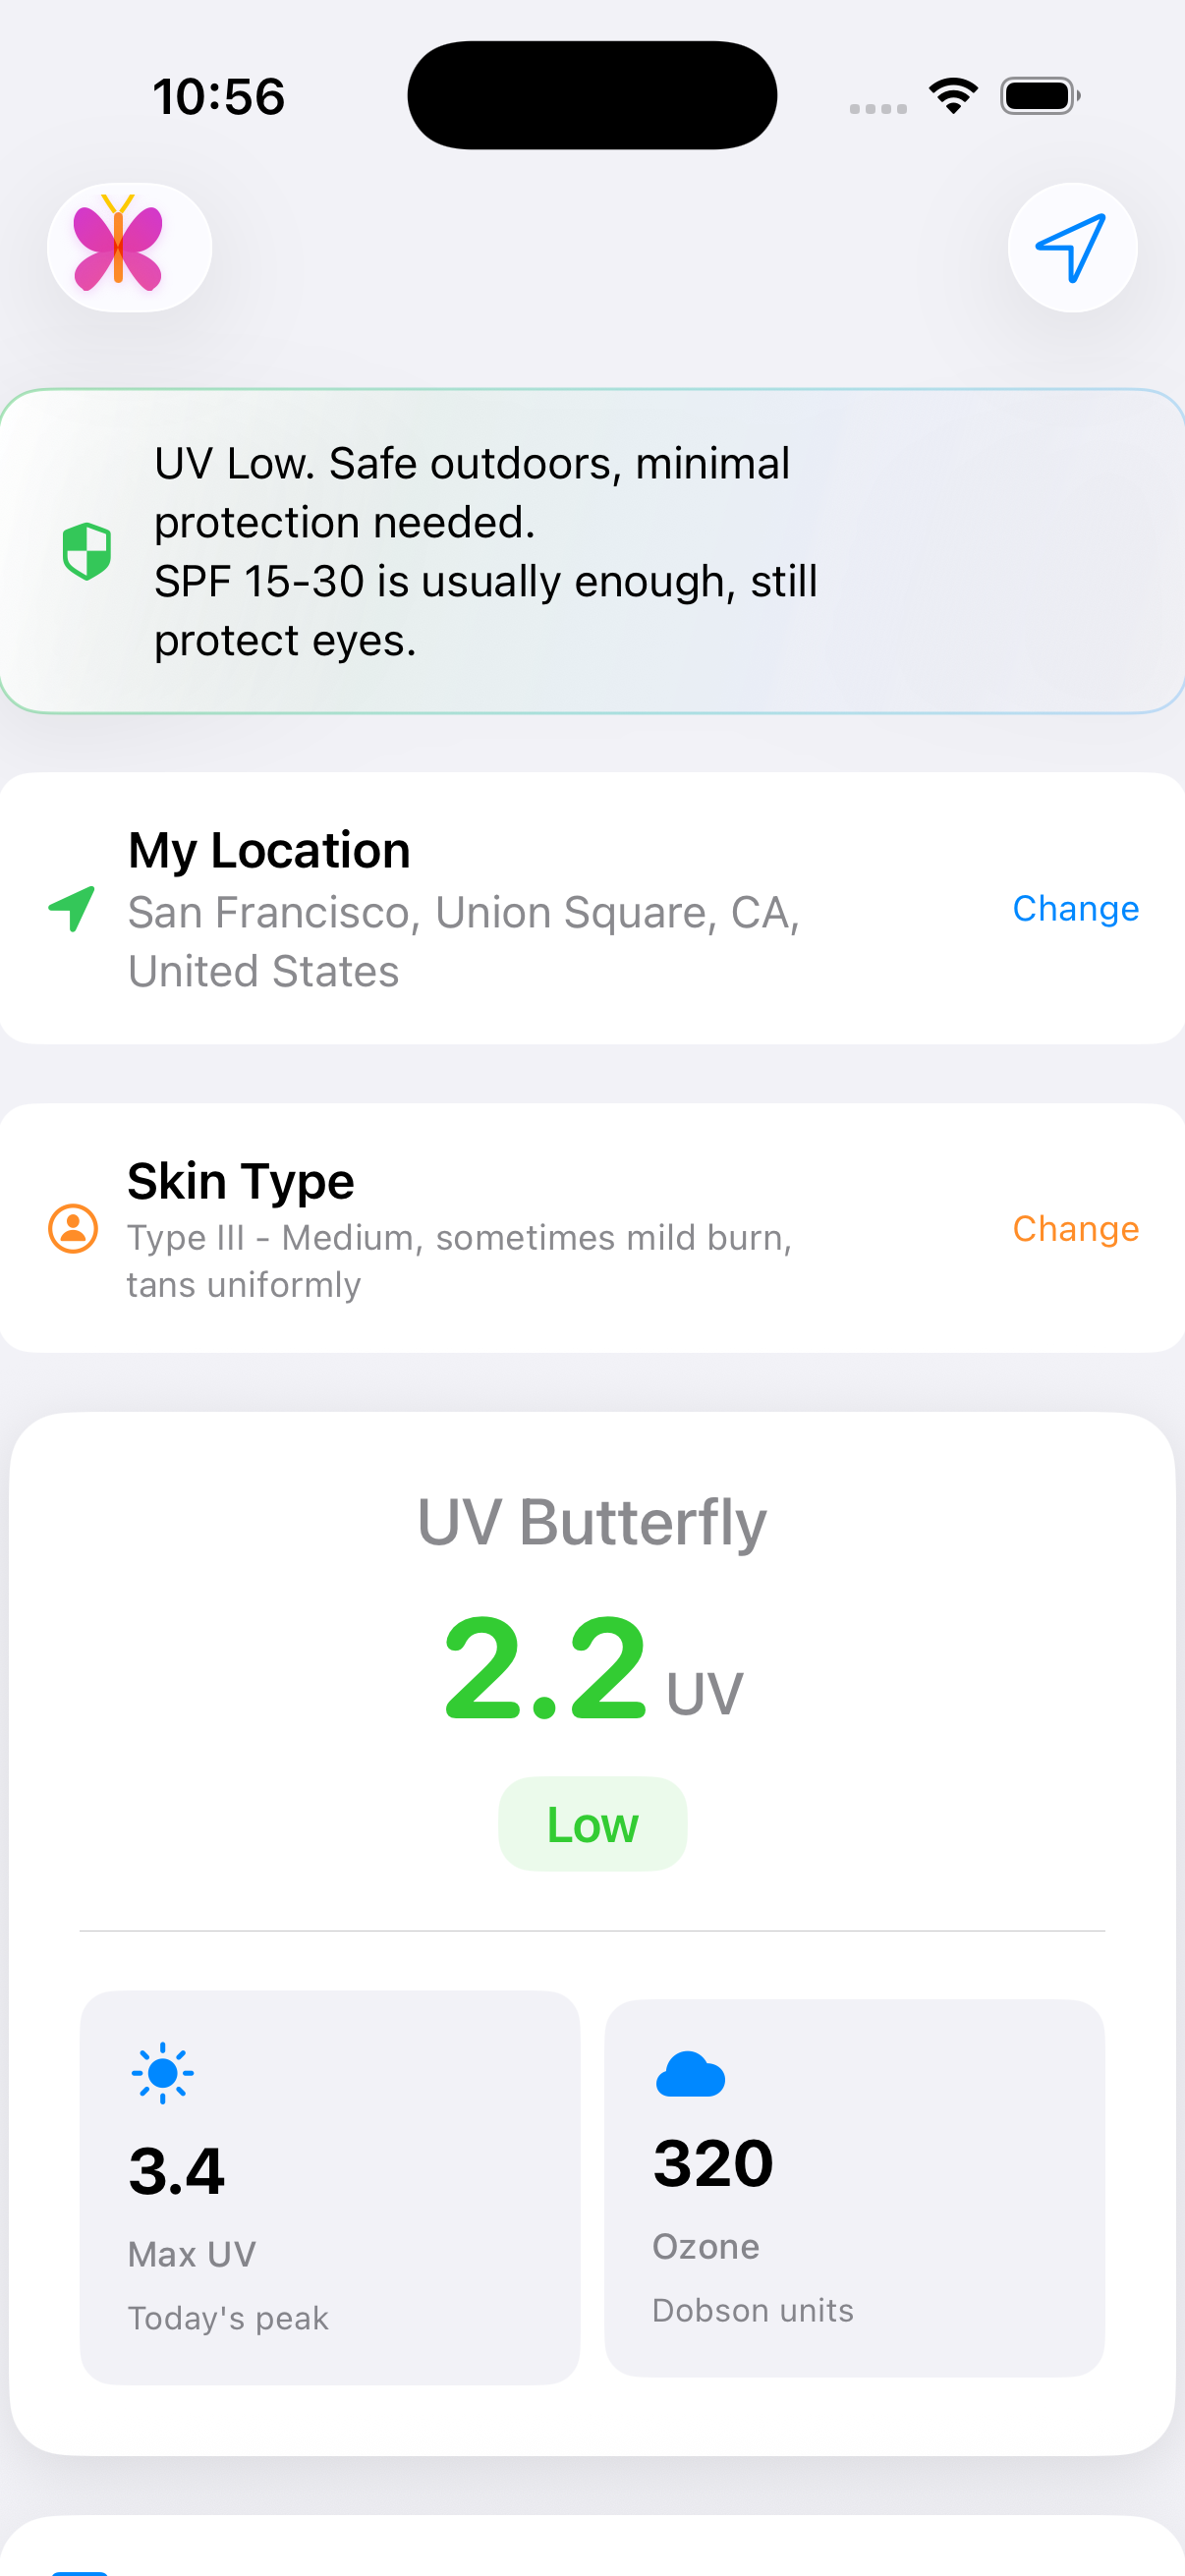 10:56
UV Low. Safe outdoors, minimal
protection needed.
SPF 15-30 is usually enough, still
protect eyes.
My Location
San Francisco, Union Square, CA,
United States
Change
Skin Type
Type III - Medium, sometimes mild burn,
tans uniformly
Change
UV Butterfly
2.2 UV
Low
3.4
Max UV
Today's peak
320
Ozone
Dobson units